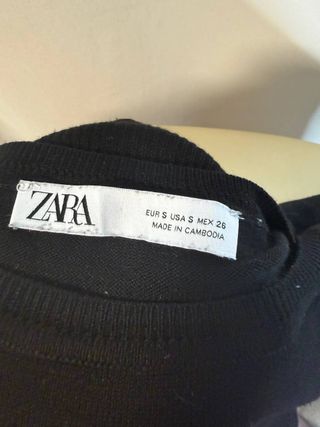 ZARA
EUR S USA S MEX 26
MADE IN CAMBODIA